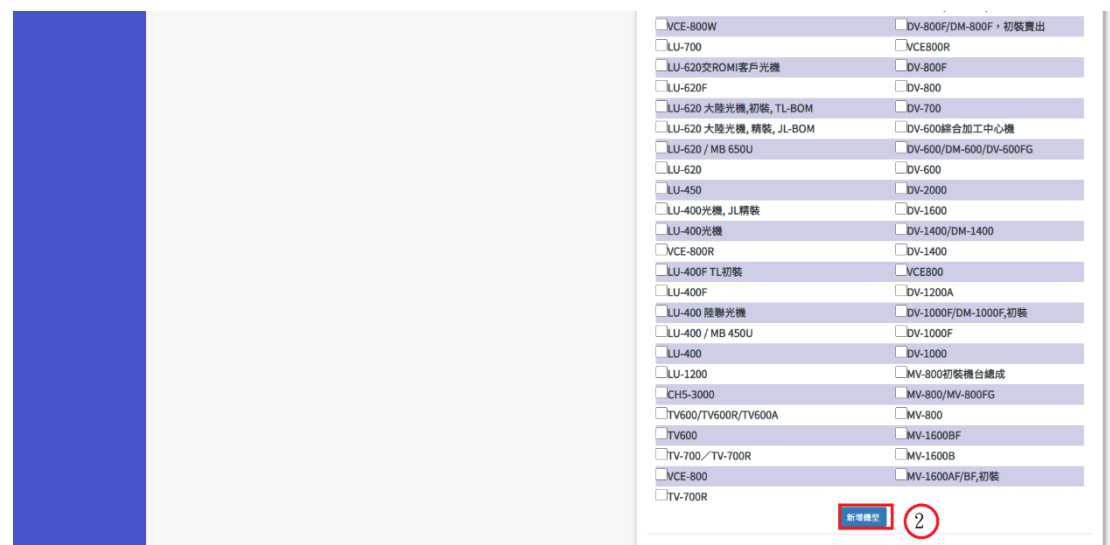 VCE-800W DV-800F/DM-800F，初裝賣出
LU-700 VCE800R
LU-620交ROMI客戶光機 DV-800F
LU-620F DV-800
LU-620 大陸光機,初裝, TL-BOM DV-700
LU-620 大陸光機, 精裝, JL-BOM DV-600綜合加工中心機
LU-620 / MB 650U DV-600/DM-600/DV-600FG
LU-620 DV-600
LU-450 DV-2000
LU-400光機, JL精裝 DV-1600
LU-400光機 DV-1400/DM-1400
VCE-800R DV-1400
LU-400F TL初裝 VCE800
LU-400F DV-1200A
LU-400 陸聯光機 DV-1000F/DM-1000F,初裝
LU-400 / MB 450U DV-1000F
LU-400 DV-1000
LU-1200 MV-800初裝機台總成
CH5-3000 MV-800/MV-800FG
TV600/TV600R/TV600A MV-800
TV600 MV-1600BF
TV-700／TV-700R MV-1600B
VCE-800 MV-1600AF/BF,初裝
TV-700R
新增機型 2